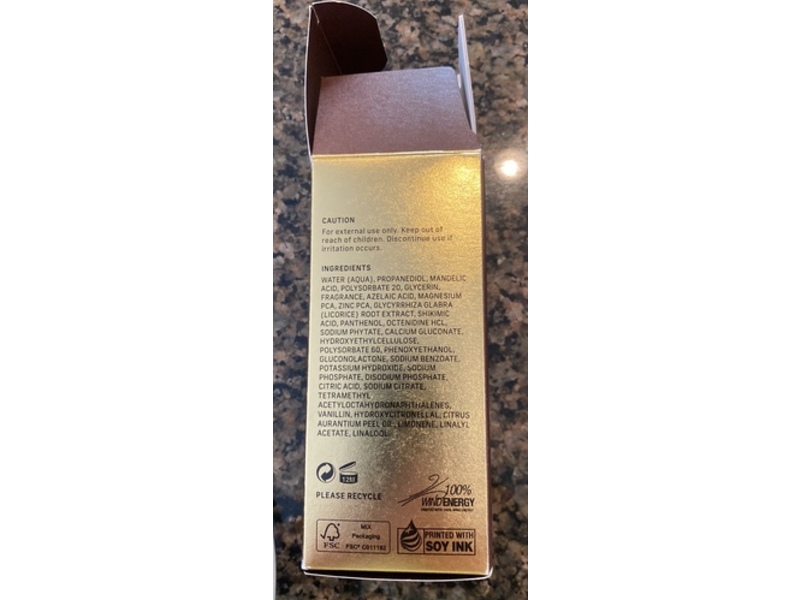 CAUTION
For external use only. Keep out of
reach of children. Discontinue use if
irritation occurs.
INGREDIENTS
WATER (AQUA), PROPANEDIOL, MANDELIC
ACID, POLYSORBATE 20, GLYCERIN,
FRAGRANCE, AZELAIC ACID, MAGNESIUM
PCA, ZINC PCA, GLYCYRRHIZA GLABRA
(LICORICE) ROOT EXTRACT, SHIKIMIC
ACID, PANTHENOL, OCTENIDINE HCL,
SODIUM PHYTATE, CALCIUM GLUCONATE,
HYDROXYETHYLCELLULOSE,
POLYSORBATE 60, PHENOXYETHANOL,
GLUCONOLACTONE, SODIUM BENZOATE,
POTASSIUM HYDROXIDE, SODIUM
PHOSPHATE, DISODIUM PHOSPHATE,
CITRIC ACID, SODIUM CITRATE,
TETRAMETHYL
ACETYLOCTAHYDRONAPHTHALENES,
VANILLIN, HYDROXYCITRONELLAL, CITRUS
AURANTIUM PEEL OIL, LIMONENE, LINALYL
ACETATE, LINALOOL
12M
PLEASE RECYCLE
100%
WINDENERGY
FSC
MIX
Packaging
FSC® C011162
PRINTED WITH
SOY INK